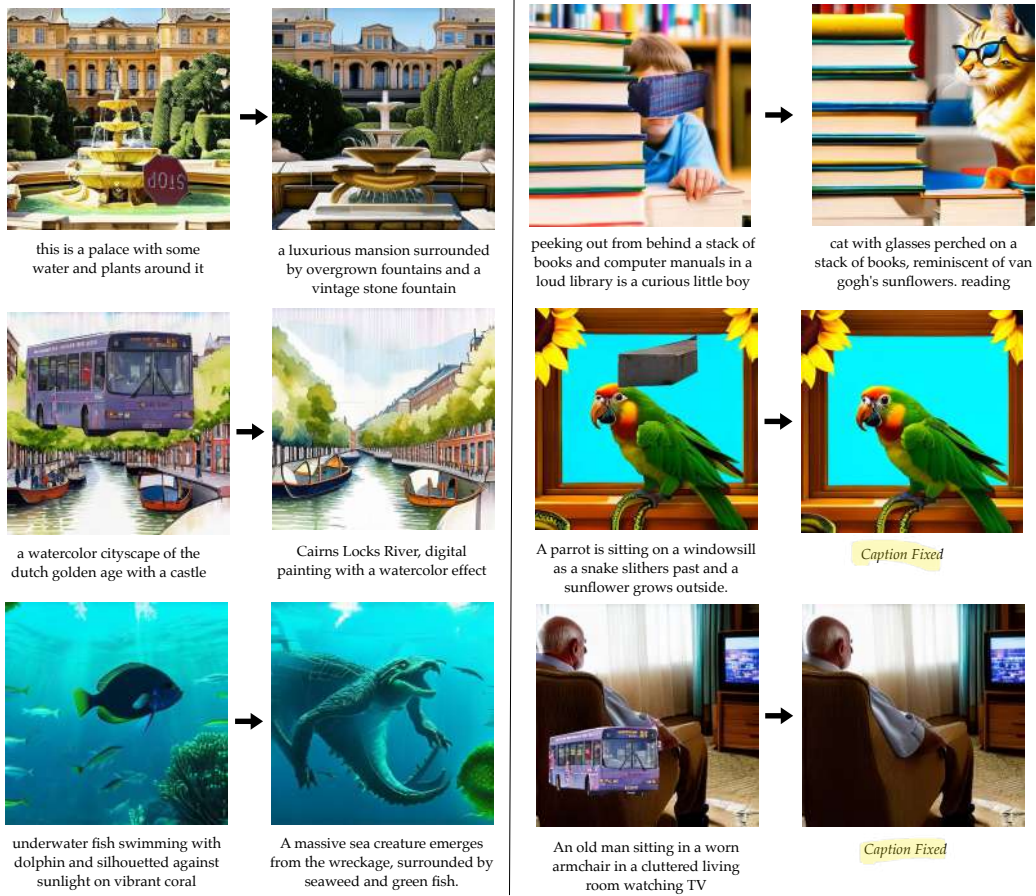 STOP
this is a palace with some
water and plants around it
a luxurious mansion surrounded
by overgrown fountains and a
vintage stone fountain
peeking out from behind a stack of
books and computer manuals in a
loud library is a curious little boy
cat with glasses perched on a
stack of books, reminiscent of van
gogh's sunflowers. reading
a watercolor cityscape of the
dutch golden age with a castle
Cairns Locks River, digital
painting with a watercolor effect
A parrot is sitting on a windowsill
as a snake slithers past and a
sunflower grows outside.
Caption Fixed
underwater fish swimming with
dolphin and silhouetted against
sunlight on vibrant coral
A massive sea creature emerges
from the wreckage, surrounded by
seaweed and green fish.
An old man sitting in a worn
armchair in a cluttered living
room watching TV
Caption Fixed